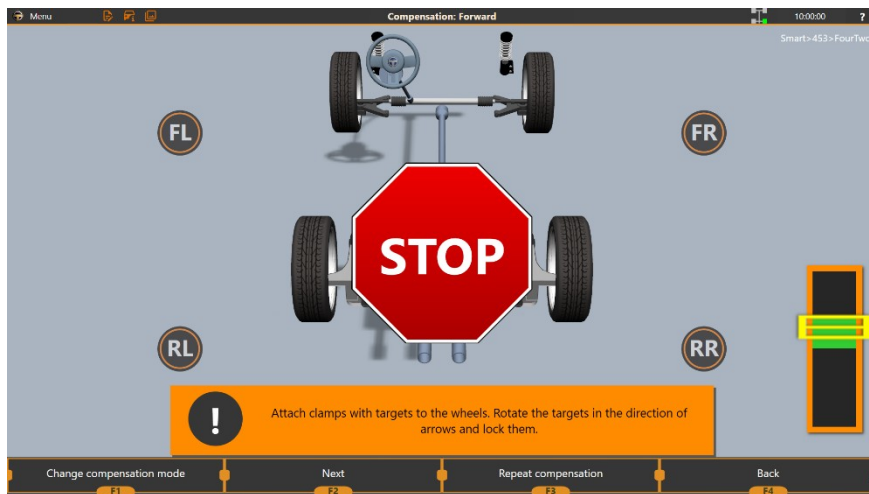 Menu
Compensation: Forward
10:00:00
?
Smart>453>FourTwo
FL
FR
STOP
RL
RR
!
Attach clamps with targets to the wheels. Rotate the targets in the direction of
arrows and lock them.
Change compensation mode
Next
Repeat compensation
Back
F1
F2
F3
F4